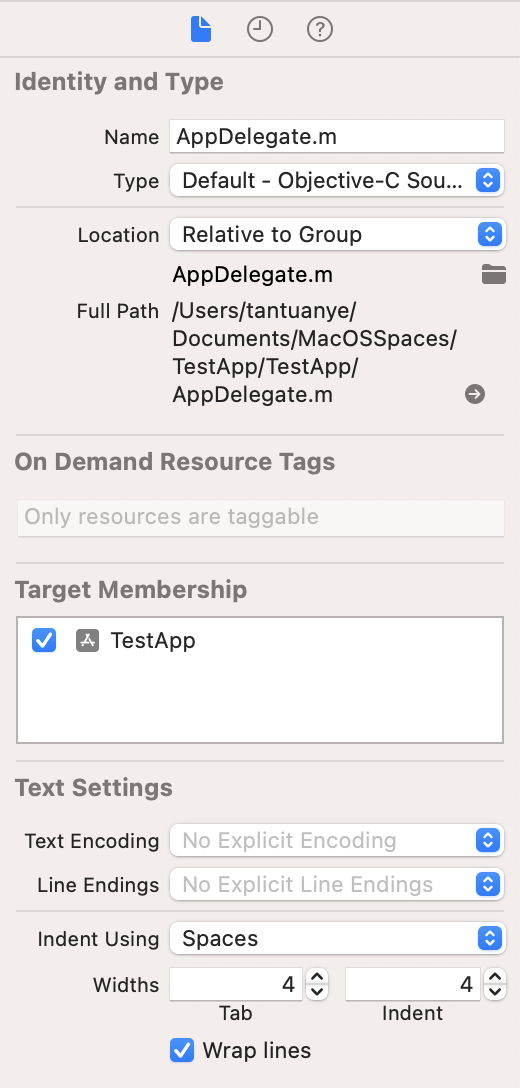 Identity and Type
Name AppDelegate.m
Type Default - Objective-C Sou...
Location Relative to Group
AppDelegate.m
Full Path /Users/tantuanye/
Documents/MacOSSpaces/
TestApp/TestApp/
AppDelegate.m
On Demand Resource Tags
Only resources are taggable
Target Membership
TestApp
Text Settings
Text Encoding No Explicit Encoding
Line Endings No Explicit Line Endings
Indent Using Spaces
Widths 4 4
Tab Indent
Wrap lines